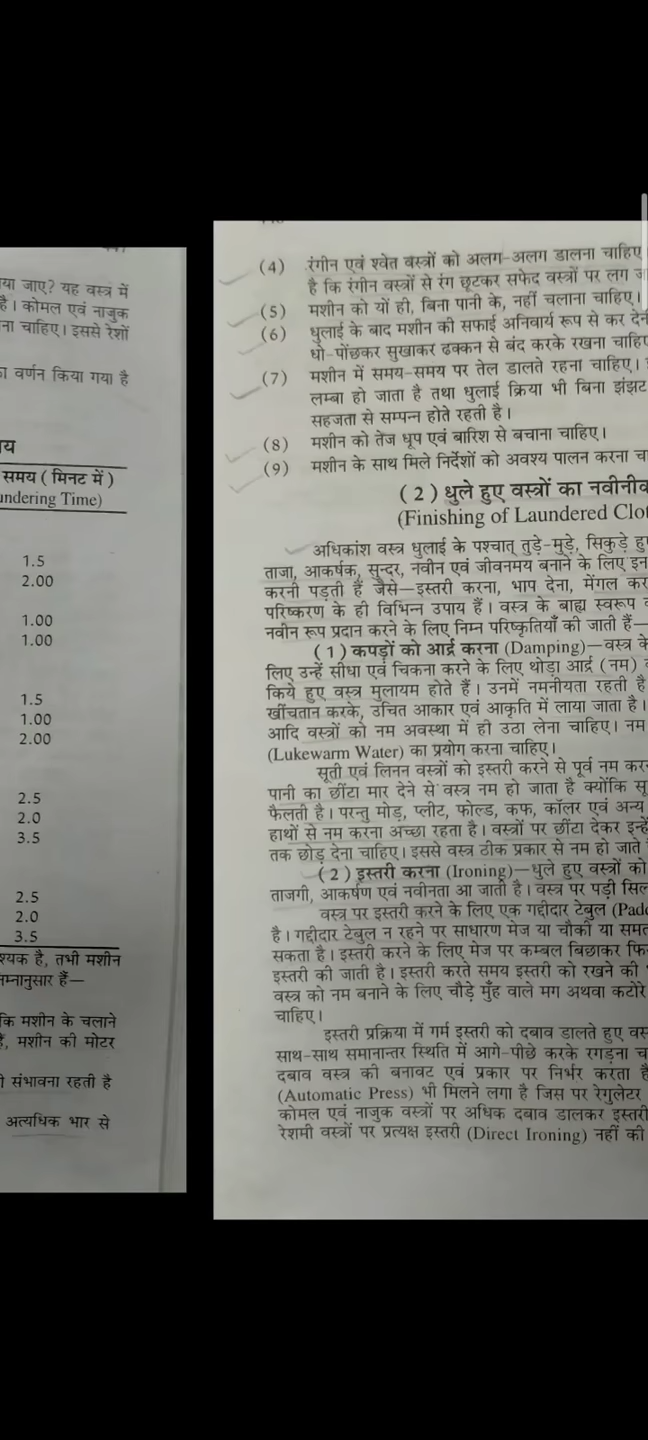 या जाए? यह वस्त्र में
है। कोमल एवं नाजुक
ना चाहिए। इससे रेशों
वर्णन किया गया है
य
समय ( मिनट में )
undering Time)
1.5
2.00
1.00
1.00
1.5
1.00
2.00
2.5
2.0
3.5
2.5
2.0
3.5
श्यक है, तभी मशीन
म्नानुसार हैं—
कि मशीन के चलाने
मशीन की मोटर
संभावना रहती है
अत्यधिक भार से
(4) रंगीन एवं श्वेत वस्त्रों को अलग-अलग डालना चाहिए
है कि रंगीन वस्त्रों से रंग छूटकर सफेद वस्त्रों पर लग
(5) मशीन को यों ही, बिना पानी के, नहीं चलाना चाहिए।
(6) धुलाई के बाद मशीन की सफाई अनिवार्य रूप से कर
धो-पोंछकर सुखाकर ढक्कन से बंद करके रखना
(7) मशीन में समय-समय पर तेल डालते रहना चाहिए।
लम्बा हो जाता है तथा धुलाई क्रिया भी बिना झंझट
सहजता से सम्पन्न होते रहती है।
(8) मशीन को तेज धूप एवं बारिश से बचाना चाहिए।
(9) मशीन के साथ मिले निर्देशों को अवश्य पालन करना
( 2 ) धुले हुए वस्त्रों का
(Finishing of Laundered
अधिकांश वस्त्र धुलाई के पश्चात् तुड़े-मुड़े, सिकुड़े
ताजा, आकर्षक, सुन्दर, नवीन एवं जीवनमय बनाने के लिए
करनी पड़ती हैं जैसे—इस्तरी करना, भाप देना, मेंगल
परिष्करण के ही विभिन्न उपाय हैं। वस्त्र के बाह्य स्वरूप
नवीन रूप प्रदान करने के लिए निम्न परिष्कृतियाँ की जाती हैं—
( 1 ) कपड़ों को आर्द्र करना (Damping)—वस्त्र
लिए उन्हें सीधा एवं चिकना करने के लिए थोड़ा आर्द्र ( नम )
किये हुए वस्त्र मुलायम होते हैं। उनमें नमनीयता रहती है
खींचतान करके, उचित आकार एवं आकृति में लाया जाता है।
आदि वस्त्रों को नम अवस्था में ही उठा लेना चाहिए। नम
(Lukewarm Water) का प्रयोग करना चाहिए।
सूती एवं लिनन वस्त्रों को इस्तरी करने से पूर्व नम
पानी का छींटा मार देने से वस्त्र नम हो जाता है क्योंकि
फैलती है। परन्तु मोड़, प्लीट, फोल्ड, कफ, कॉलर एवं अन्य
हाथों से नम करना अच्छा रहता है। वस्त्रों पर छींटा देकर
तक छोड़ देना चाहिए। इससे वस्त्र ठीक प्रकार से नम हो जाते
( 2 ) इस्तरी करना (Ironing)—धुले हुए वस्त्रों को
ताजगी, आकर्षण एवं नवीनता आ जाती है। वस्त्र पर पड़ी
वस्त्र पर इस्तरी करने के लिए एक गद्दीदार टेबुल
है। गद्दीदार टेबुल न रहने पर साधारण मेज या चौकी या
सकता है। इस्तरी करने के लिए मेज पर कम्बल बिछाकर
इस्तरी की जाती है। इस्तरी करते समय इस्तरी को रखने की
वस्त्र को नम बनाने के लिए चौड़े मुँह वाले मग अथवा कटोरे
चाहिए।
इस्तरी प्रक्रिया में गर्म इस्तरी को दबाव डालते हुए
साथ-साथ समानान्तर स्थिति में आगे-पीछे करके रगड़ना
दबाव वस्त्र की बनावट एवं प्रकार पर निर्भर करता
(Automatic Press) भी मिलने लगा है जिस पर रेगुलेटर
कोमल एवं नाजुक वस्त्रों पर अधिक दबाव डालकर इस्तरी
रेशमी वस्त्रों पर प्रत्यक्ष इस्तरी (Direct Ironing) नहीं की